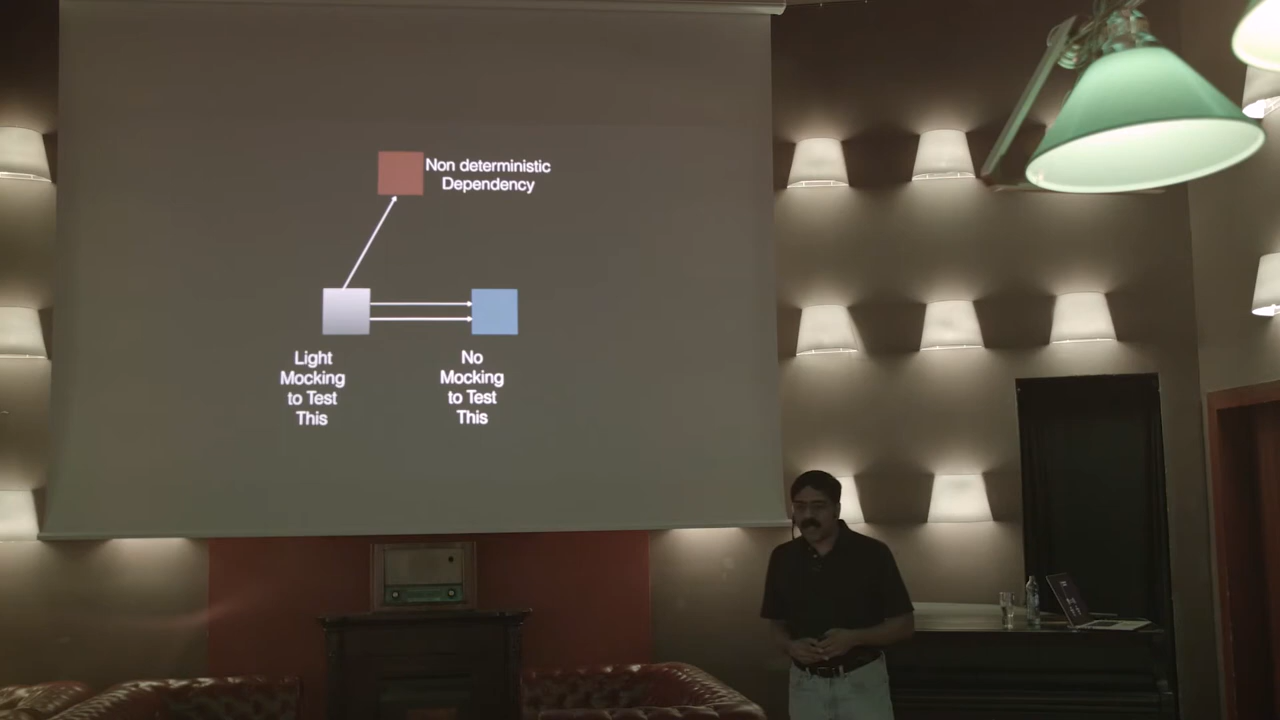 Non deterministic
Dependency
Light
Mocking
to Test
This
No
Mocking
to Test
This